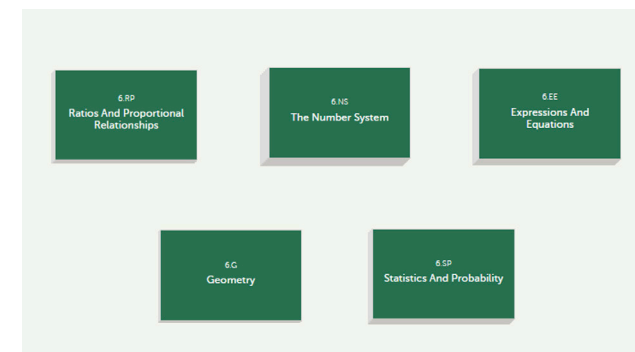 6.RP
Ratios And Proportional
Relationships
6.NS
The Number System
6.EE
Expressions And
Equations
6.G
Geometry
6.SP
Statistics And Probability